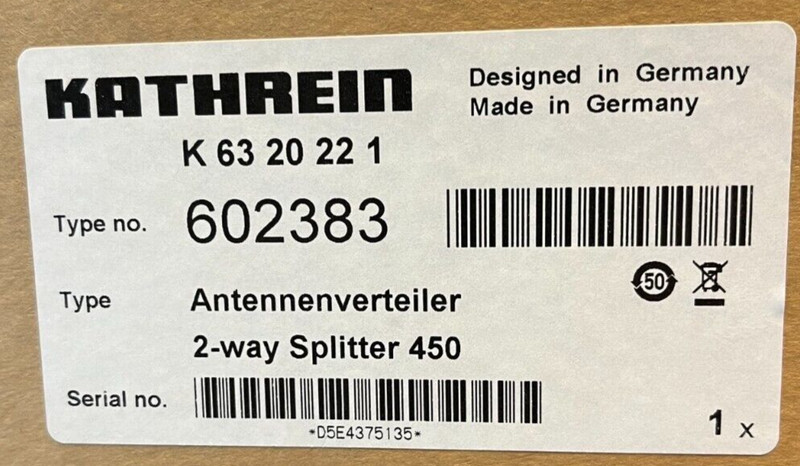 KATHREIN
Designed in Germany
Made in Germany
K 63 20 22 1
Type no. 602383
50
Type Antennenverteiler
2-way Splitter 450
Serial no.
*D5E4375135*
1 x